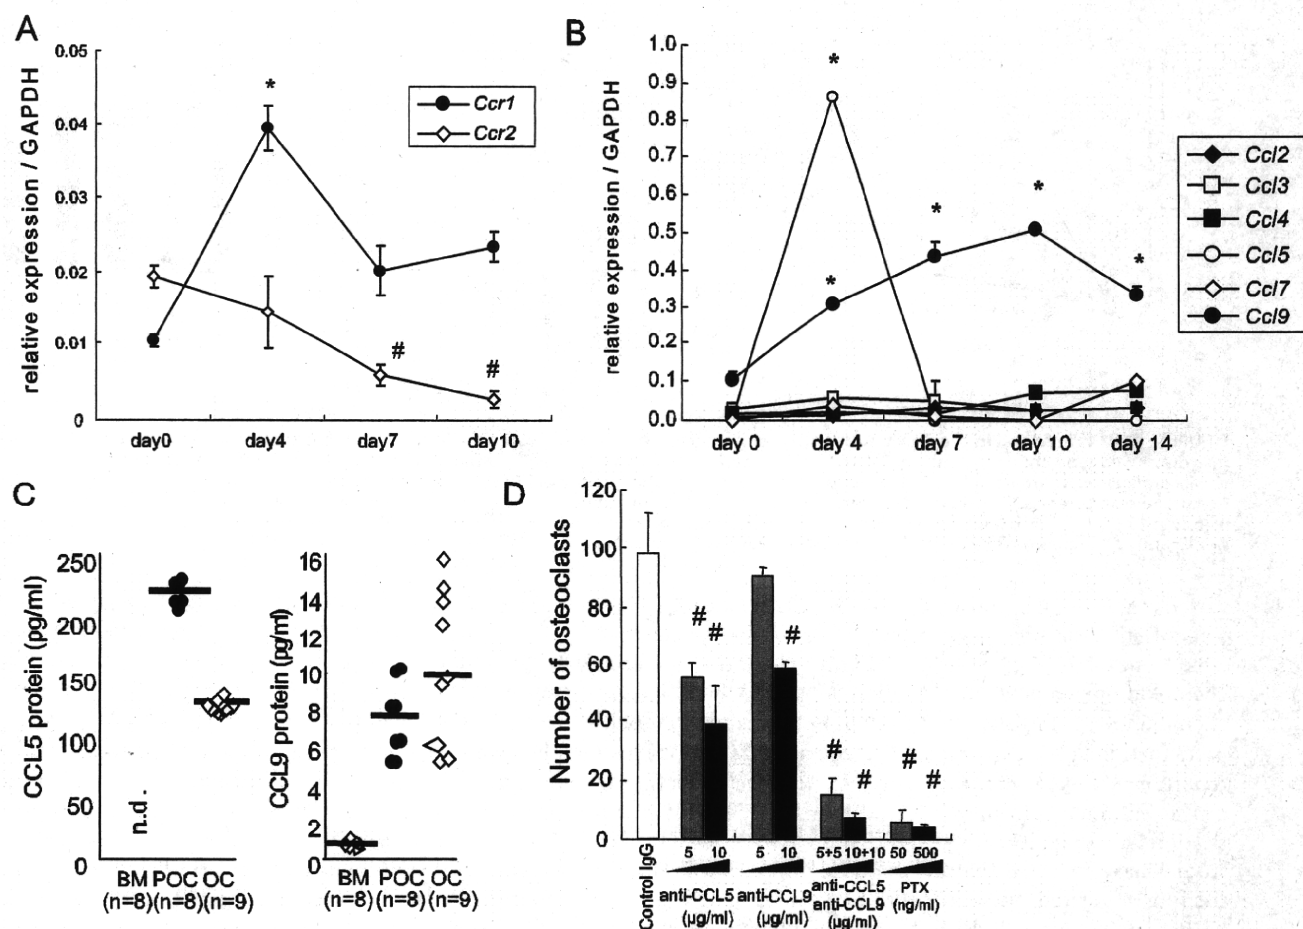 A
relative expression / GAPDH
0.05
0.04
0.03
0.02
0.01
0
*
#
#
day0 day4 day7 day10
Ccr1
Ccr2
B
relative expression / GAPDH
1.0
0.9
0.8
0.7
0.6
0.5
0.4
0.3
0.2
0.1
0.0
*
*
*
*
*
day 0 day 4 day 7 day 10 day 14
Ccl2
Ccl3
Ccl4
Ccl5
Ccl7
Ccl9
C
CCL5 protein (pg/ml)
250
200
150
100
50
0
n.d.
BM POC OC
(n=8)(n=8)(n=9)
CCL9 protein (pg/ml)
16
14
12
10
8
6
4
2
0
BM POC OC
(n=8)(n=8)(n=9)
D
Number of osteoclasts
120
100
80
60
40
20
0
# # # # # # #
Control IgG
5 10 5 10 5+5 10+10 50 500
anti-CCL5
(μg/ml)
anti-CCL9
(μg/ml)
anti-CCL5
anti-CCL9
(μg/ml)
PTX
(ng/ml)